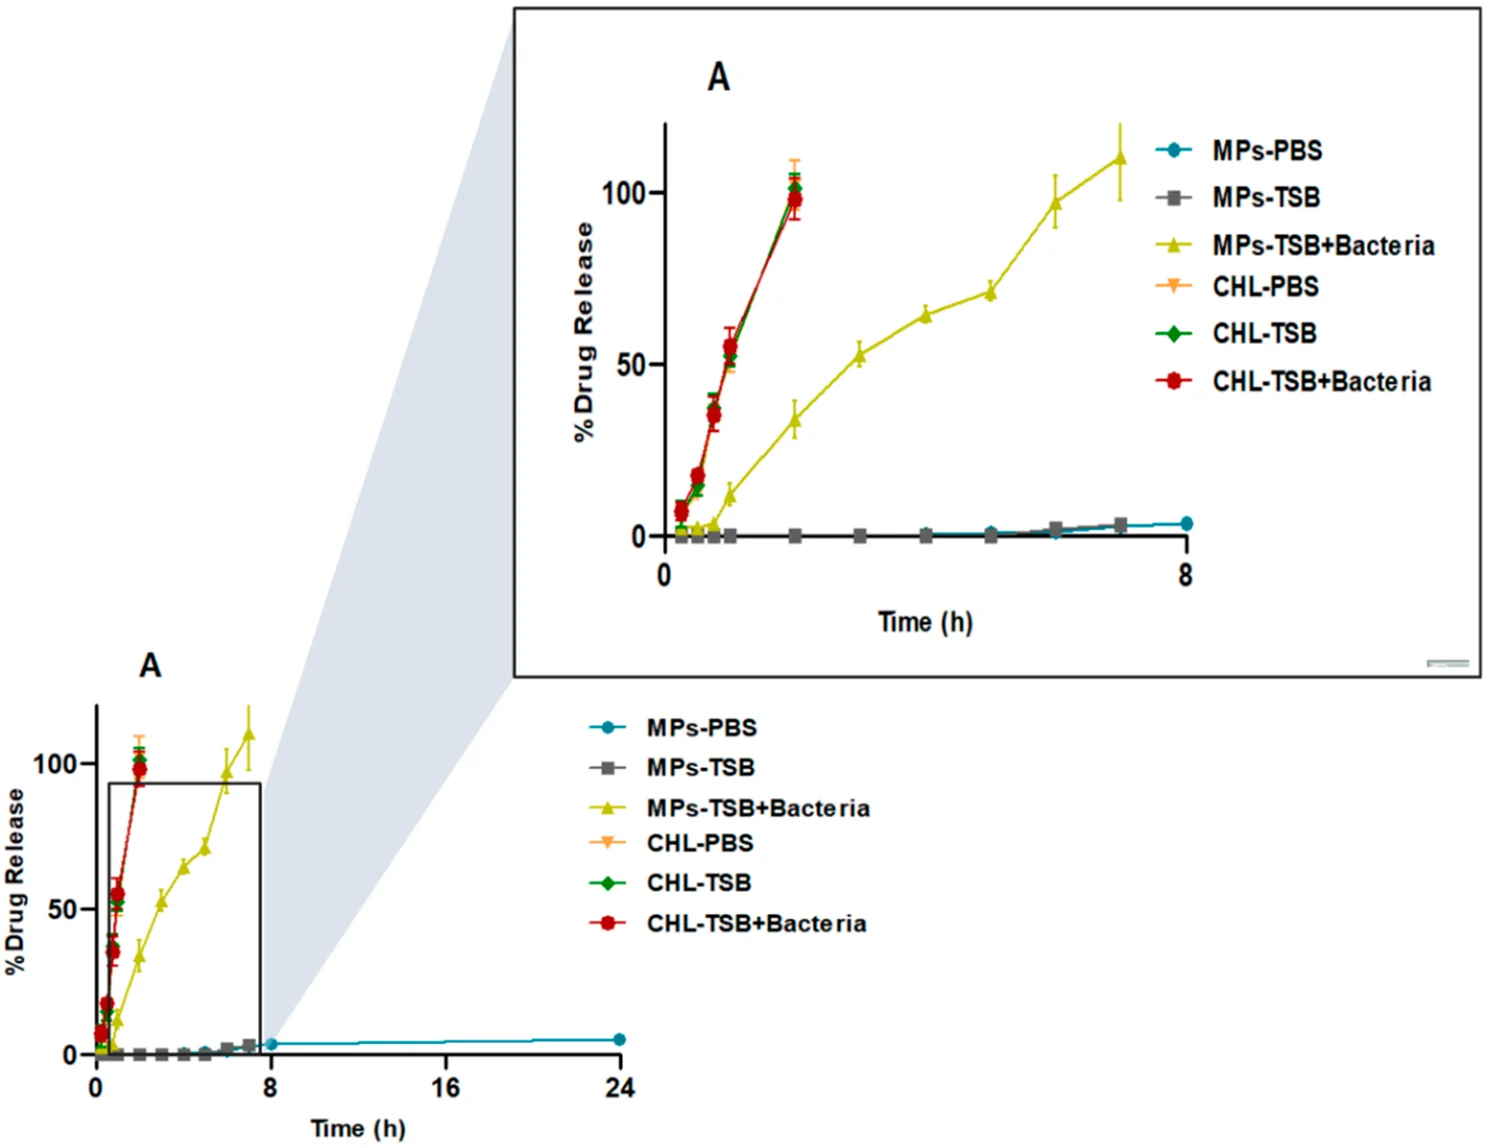 A
100
50
0
% Drug Release
0
8
Time (h)
MPs-PBS
MPs-TSB
MPs-TSB+Bacteria
CHL-PBS
CHL-TSB
CHL-TSB+Bacteria
A
100
50
0
% Drug Release
0
8
16
24
Time (h)
MPs-PBS
MPs-TSB
MPs-TSB+Bacteria
CHL-PBS
CHL-TSB
CHL-TSB+Bacteria